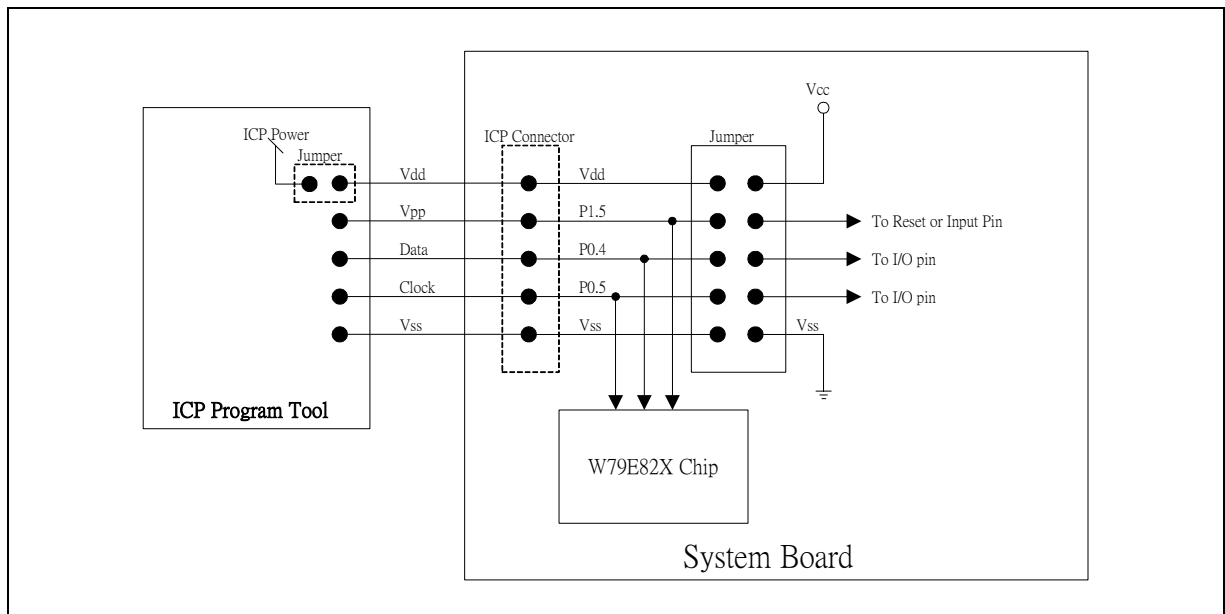 Vcc
ICP Power
Jumper
ICP Connector
Jumper
Vdd
Vdd
Vpp
P1.5
To Reset or Input Pin
Data
P0.4
To I/O pin
Clock
P0.5
To I/O pin
Vss
Vss
Vss
ICP Program Tool
W79E82X Chip
System Board